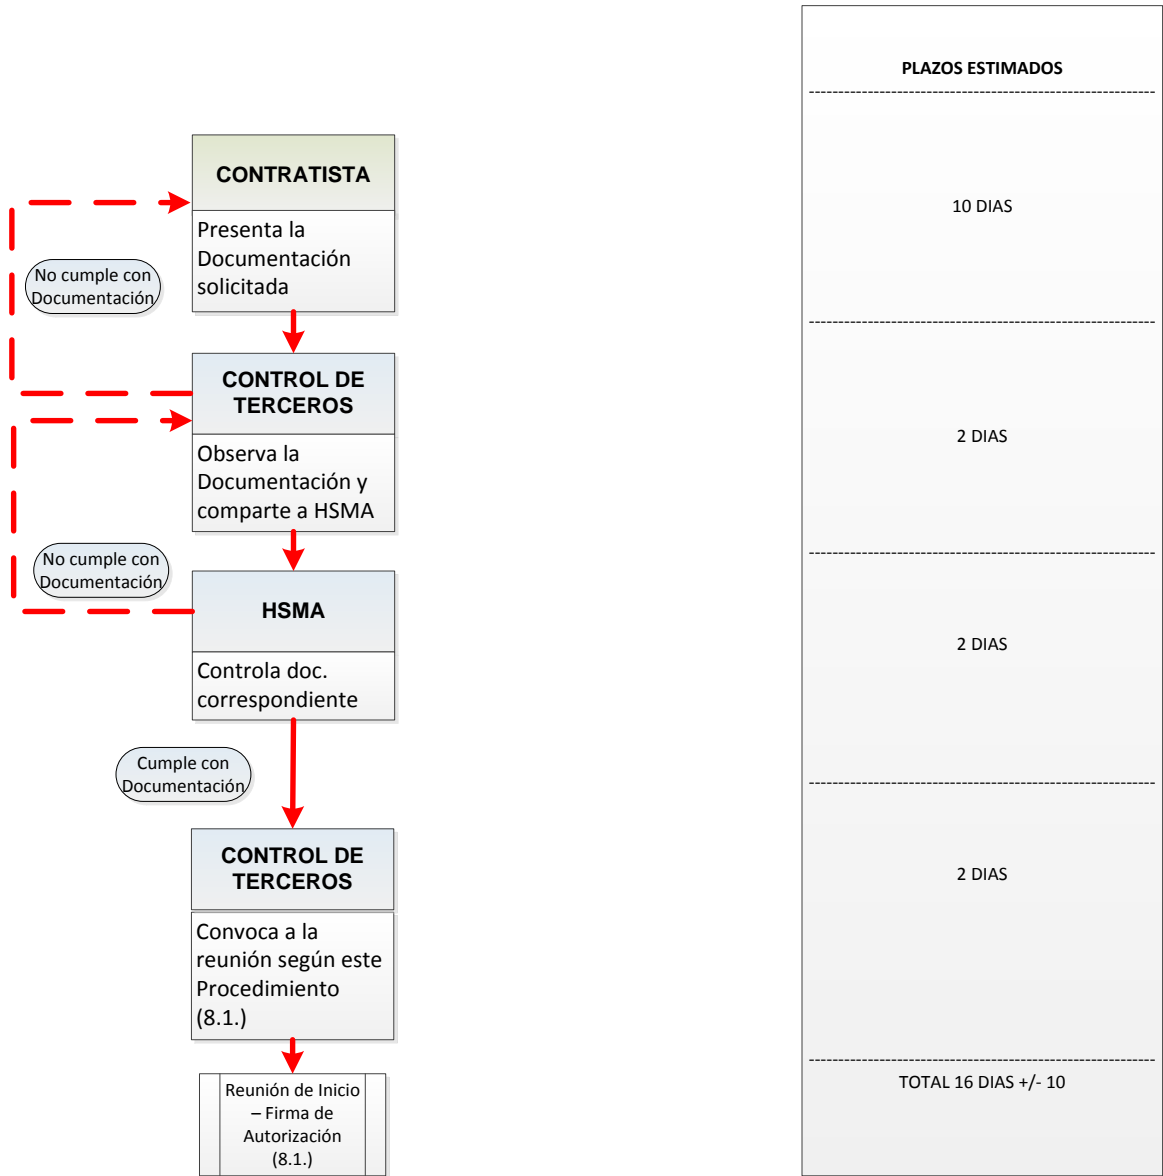 PLAZOS ESTIMADOS
CONTRATISTA
Presenta la
Documentación
solicitada
10 DIAS
No cumple con
Documentación
CONTROL DE
TERCEROS
Observa la
Documentación y
comparte a HSMA
2 DIAS
No cumple con
Documentación
HSMA
Controla doc.
correspondiente
2 DIAS
Cumple con
Documentación
CONTROL DE
TERCEROS
Convoca a la
reunión según este
Procedimiento
(8.1.)
2 DIAS
Reunión de Inicio
– Firma de
Autorización
(8.1.)
TOTAL 16 DIAS +/- 10